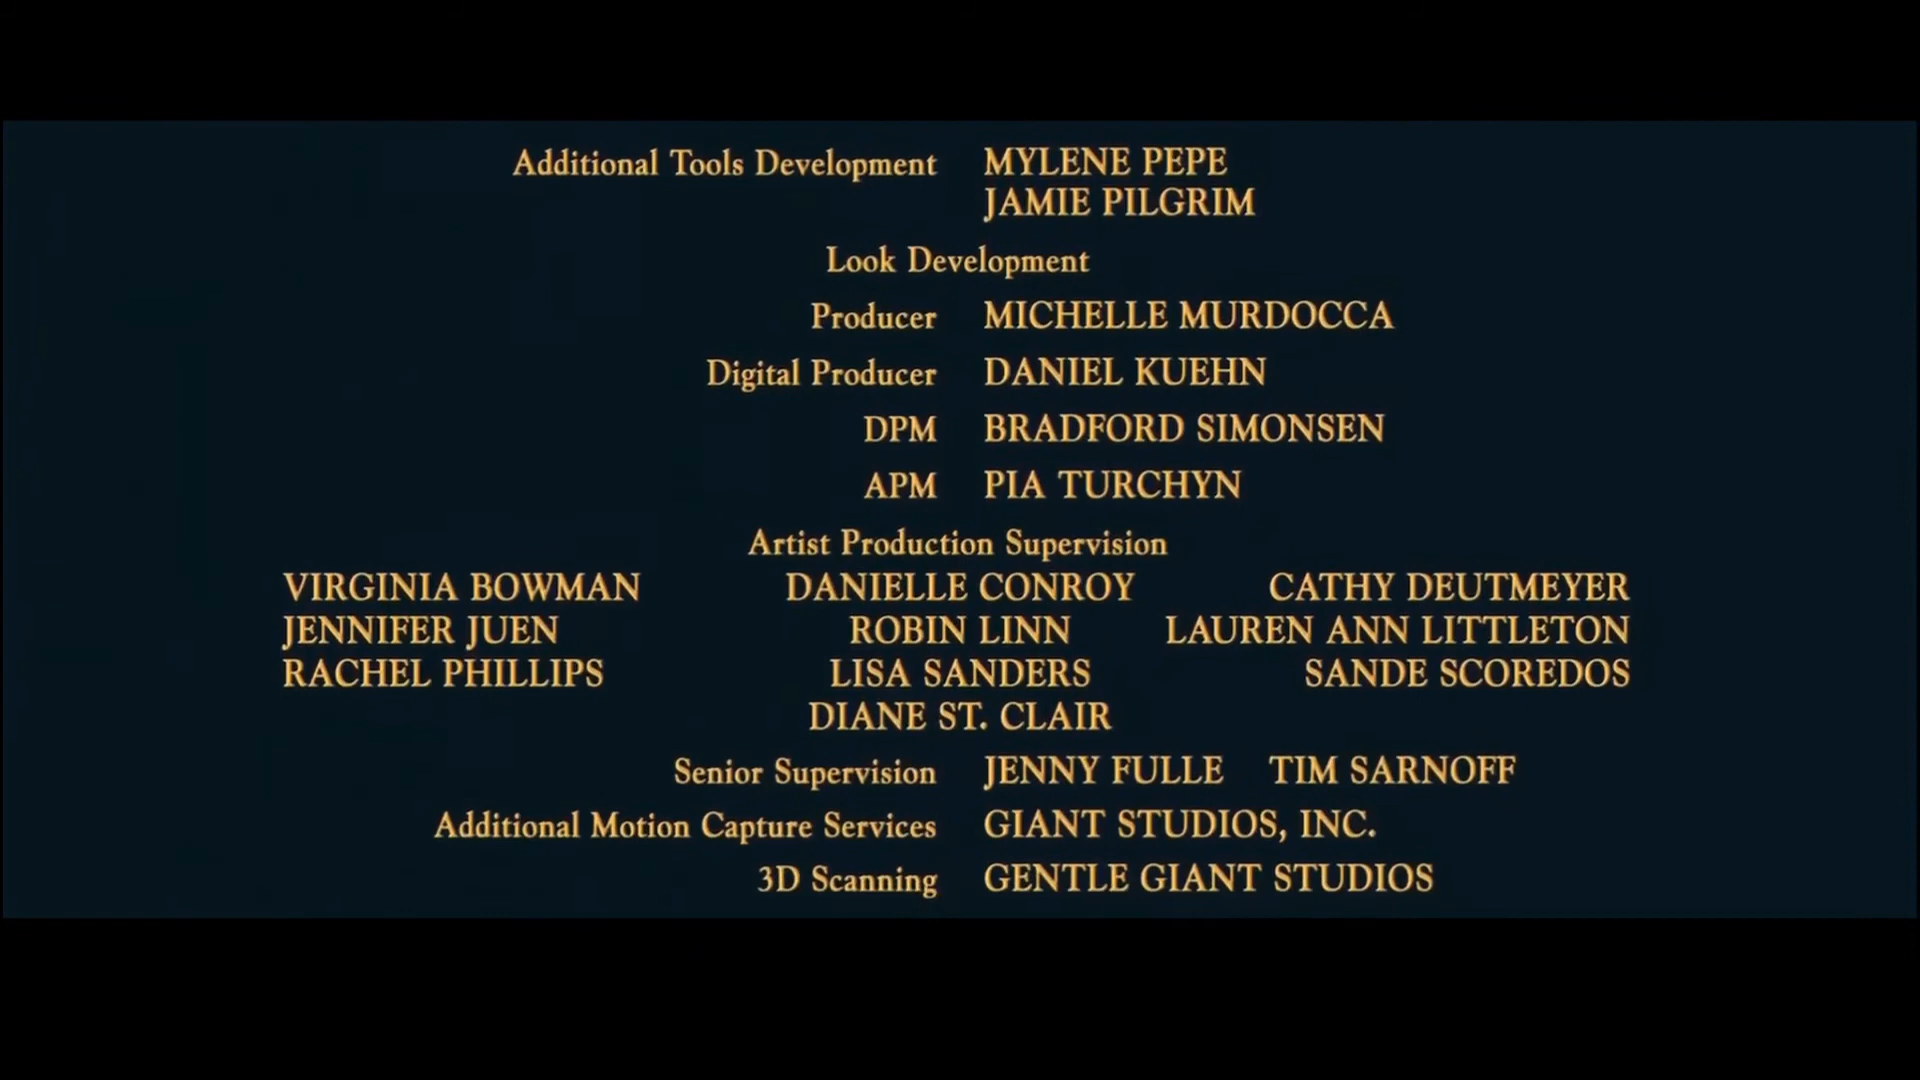 Additional Tools Development MYLENE PEPE
JAMIE PILGRIM
Look Development
Producer MICHELLE MURDOCCA
Digital Producer DANIEL KUEHN
DPM BRADFORD SIMONSEN
APM PIA TURCHYN
Artist Production Supervision
VIRGINIA BOWMAN DANIELLE CONROY CATHY DEUTMEYER
JENNIFER JUEN ROBIN LINN LAUREN ANN LITTLETON
RACHEL PHILLIPS LISA SANDERS SANDE SCOREDOS
DIANE ST. CLAIR
Senior Supervision JENNY FULLE TIM SARNOFF
Additional Motion Capture Services GIANT STUDIOS, INC.
3D Scanning GENTLE GIANT STUDIOS